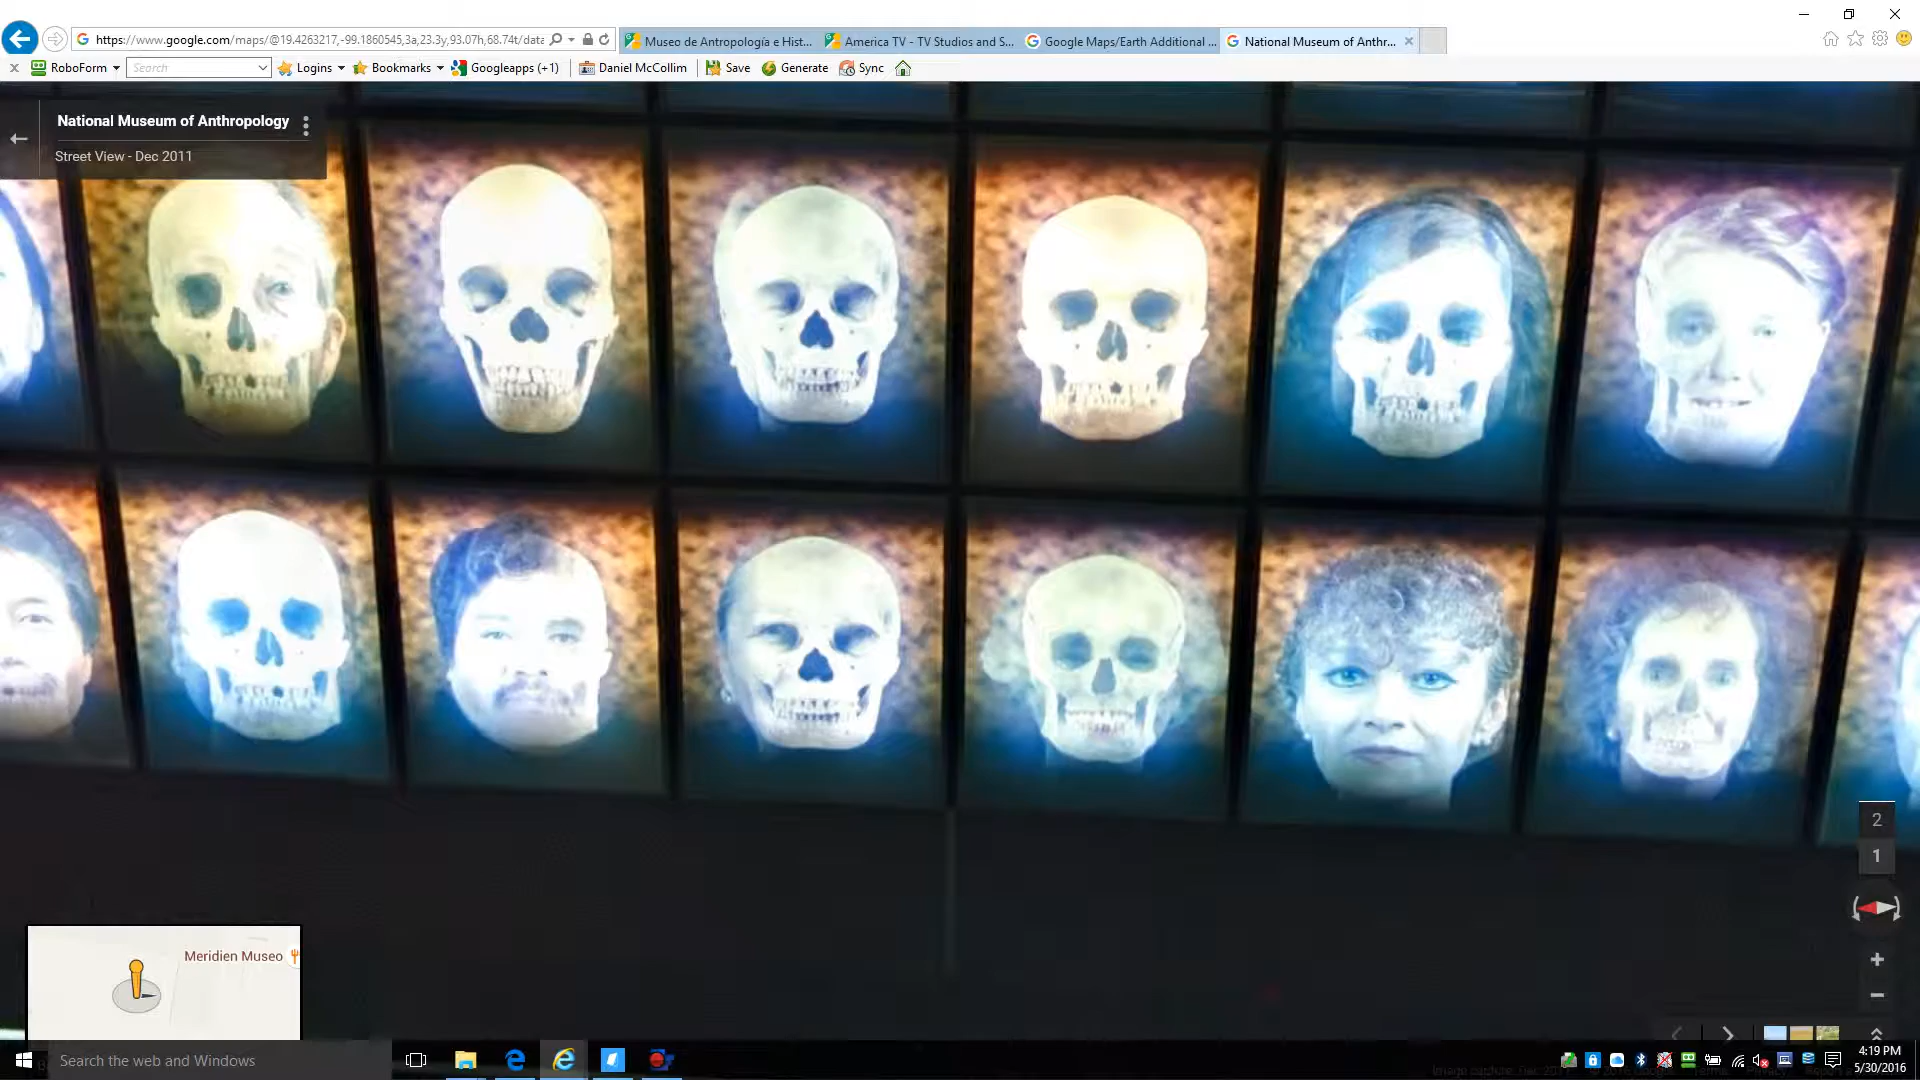 https://www.google.com/maps/@19.4263217,-99.1860545,3a,23.3y,93.07h,68.74t/data
Museo de Antropología e Hist...
America TV - TV Studios and S...
Google Maps/Earth Additional ...
National Museum of Anthr...
RoboForm
Search
Logins
Bookmarks
Googleapps (+1)
Daniel McCollim
Save
Generate
Sync
National Museum of Anthropology
Street View - Dec 2011
2
1
Meridien Museo
Search the web and Windows
4:19 PM
5/30/2016